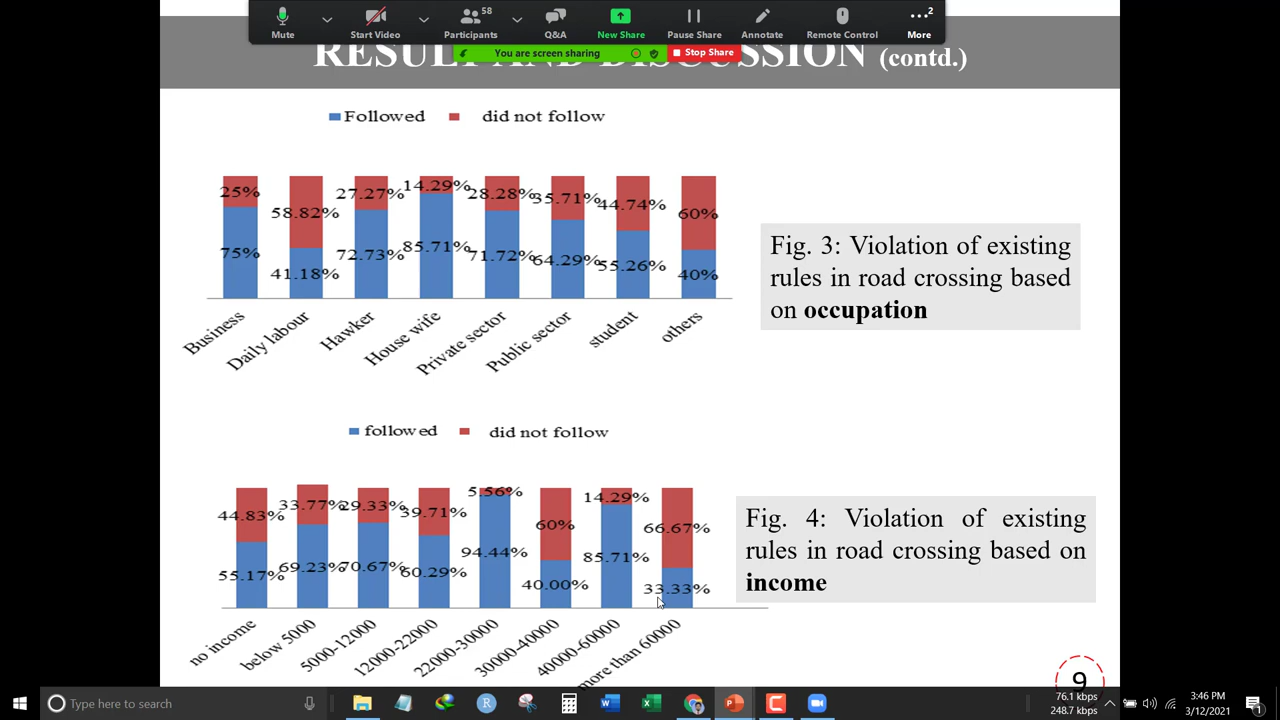 58
2
Mute
Start Video
Participants
Q&A
New Share
Pause Share
Annotate
Remote Control
More
You are screen sharing
Stop Share
RESULT AND DISCUSSION (contd.)
Followed did not follow
25% 58.82% 27.27% 14.29% 28.28% 35.71% 44.74% 60%
75% 41.18% 72.73% 85.71% 71.72% 64.29% 55.26% 40%
Business Daily labour Hawker House wife Private sector Public sector student others
Fig. 3: Violation of existing
rules in road crossing based
on occupation
followed did not follow
44.83% 33.77% 29.33% 39.71% 5.56% 60% 14.29% 66.67%
55.17% 69.23% 70.67% 60.29% 94.44% 40.00% 85.71% 33.33%
no income below 5000 5000-12000 12000-22000 22000-30000 30000-40000 40000-60000 more than 60000
Fig. 4: Violation of existing
rules in road crossing based on
income
9
Type here to search
76.1 kbps
248.7 kbps
3:46 PM
3/12/2021
1